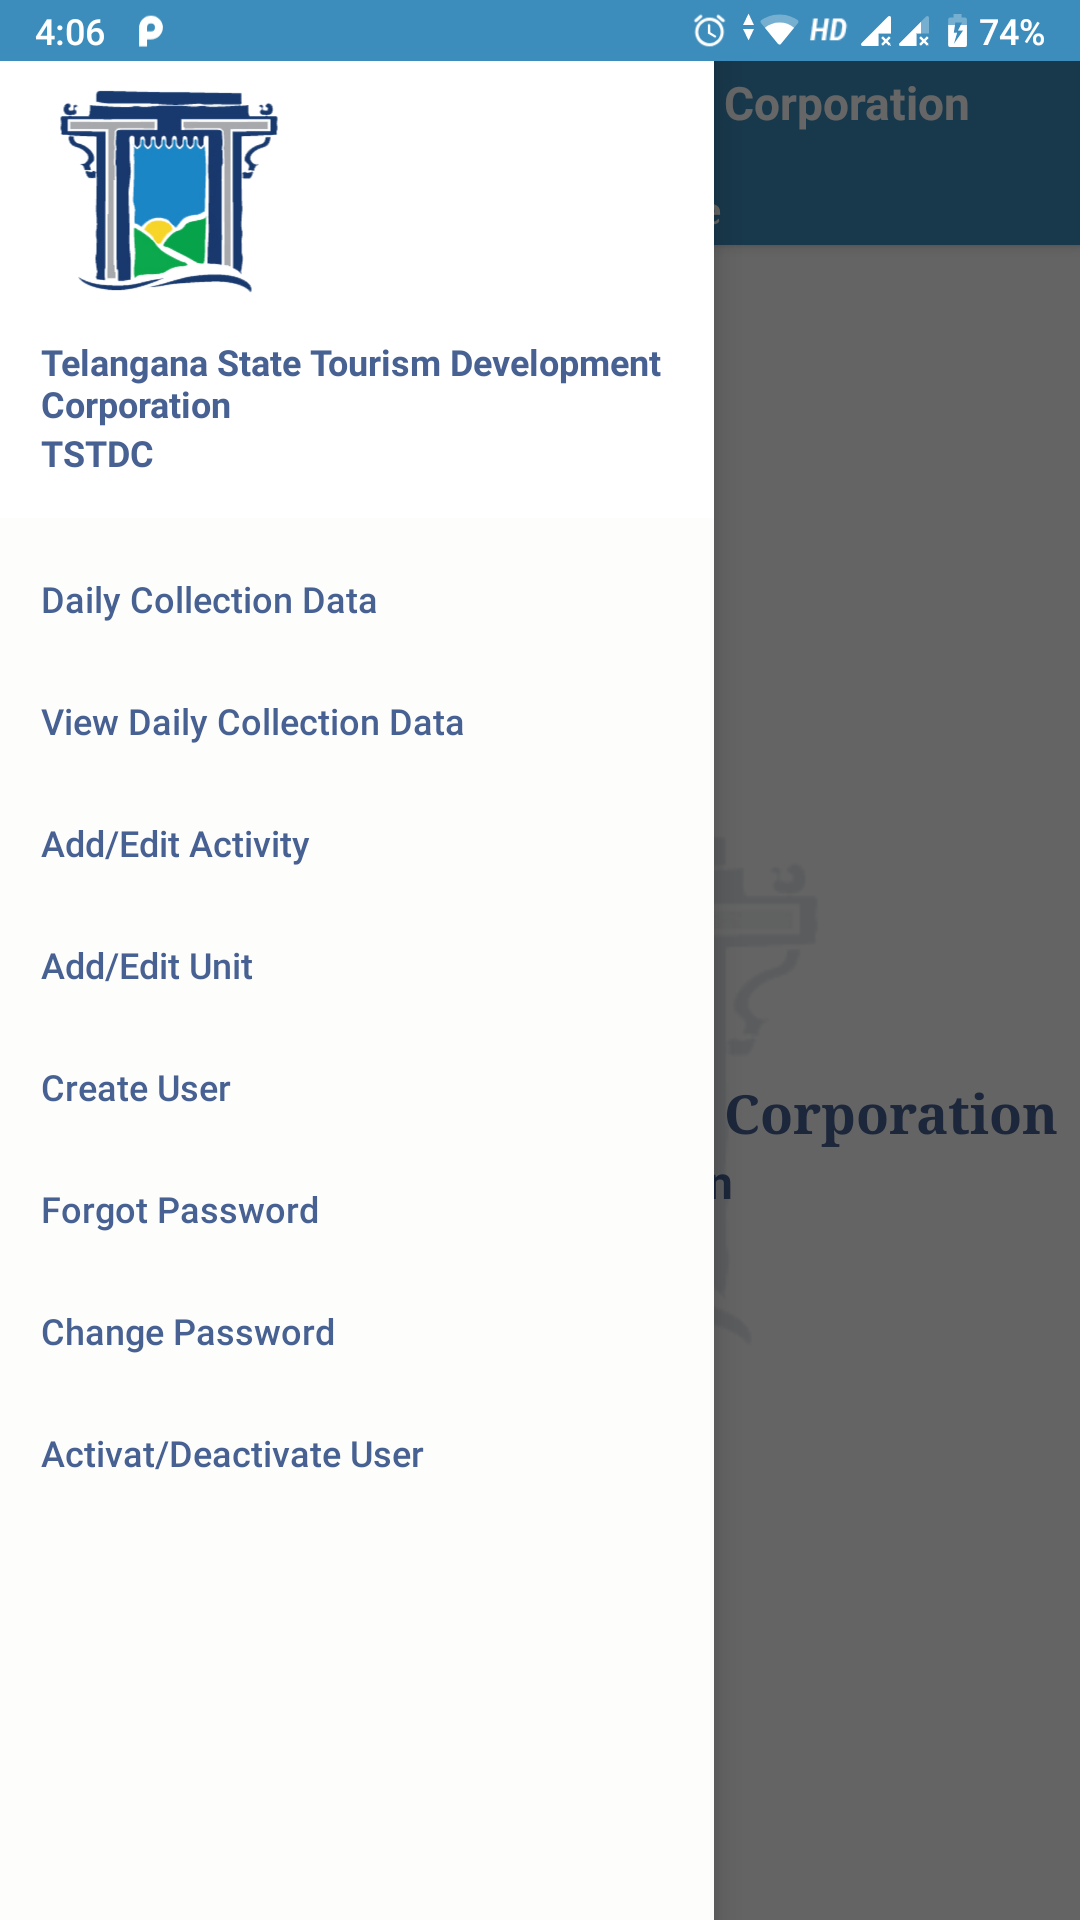 4:06 HD 74%
Corporation
Telangana State Tourism Development
Corporation
TSTDC
Daily Collection Data
View Daily Collection Data
Add/Edit Activity
Add/Edit Unit
Create User
Corporation
Forgot Password
Change Password
Activat/Deactivate User